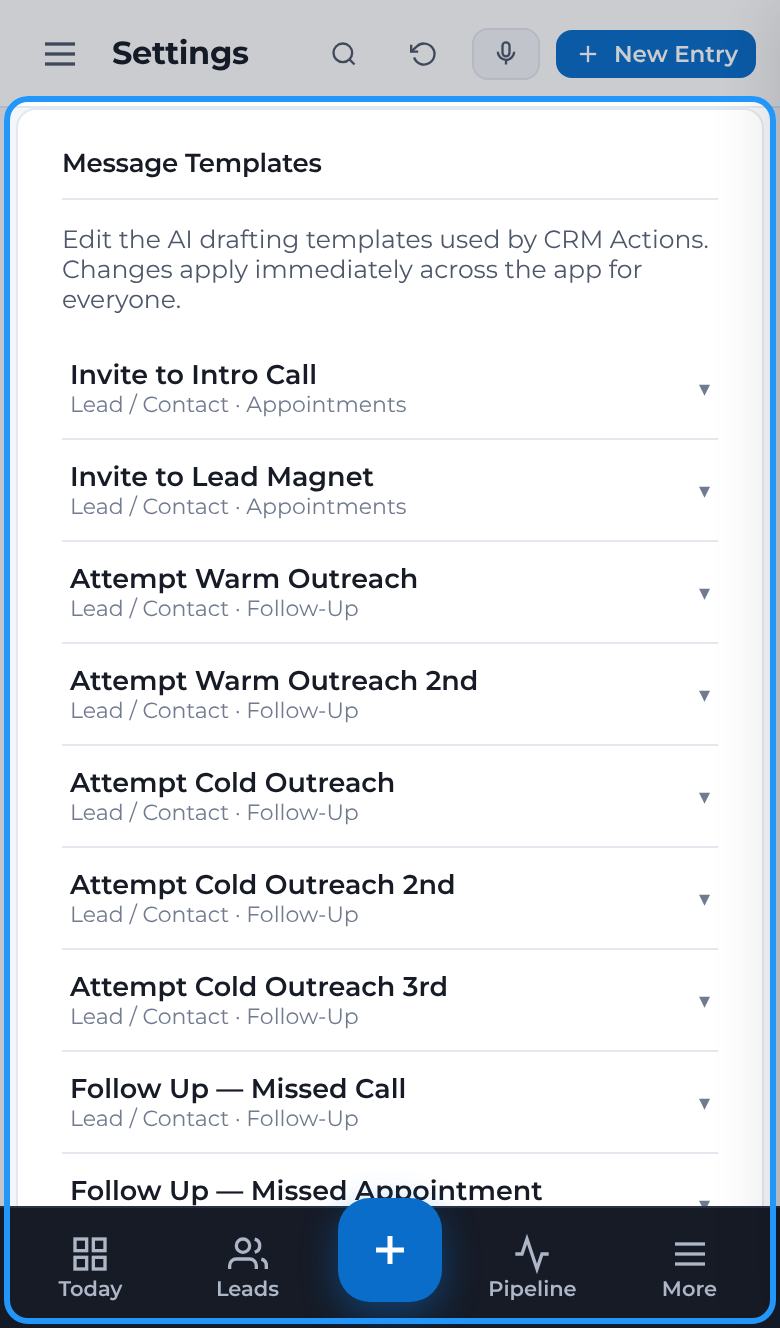 Settings
New Entry
Message Templates
Edit the AI drafting templates used by CRM Actions.
Changes apply immediately across the app for
everyone.
Invite to Intro Call
Lead / Contact · Appointments
Invite to Lead Magnet
Lead / Contact · Appointments
Attempt Warm Outreach
Lead / Contact · Follow-Up
Attempt Warm Outreach 2nd
Lead / Contact · Follow-Up
Attempt Cold Outreach
Lead / Contact · Follow-Up
Attempt Cold Outreach 2nd
Lead / Contact · Follow-Up
Attempt Cold Outreach 3rd
Lead / Contact · Follow-Up
Follow Up — Missed Call
Lead / Contact · Follow-Up
Follow Up — Missed Appointment
Today
Leads
Pipeline
More